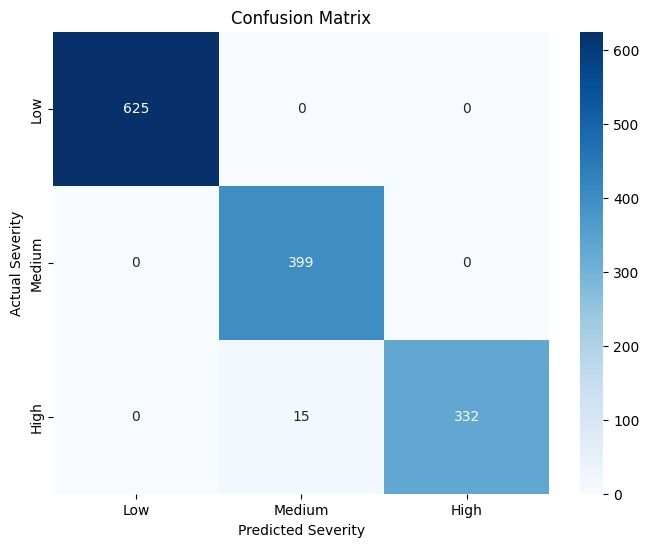 Confusion Matrix
Actual Severity
Low
625 0 0
Medium
0 399 0
High
0 15 332
Low Medium High
Predicted Severity
600
500
400
300
200
100
0